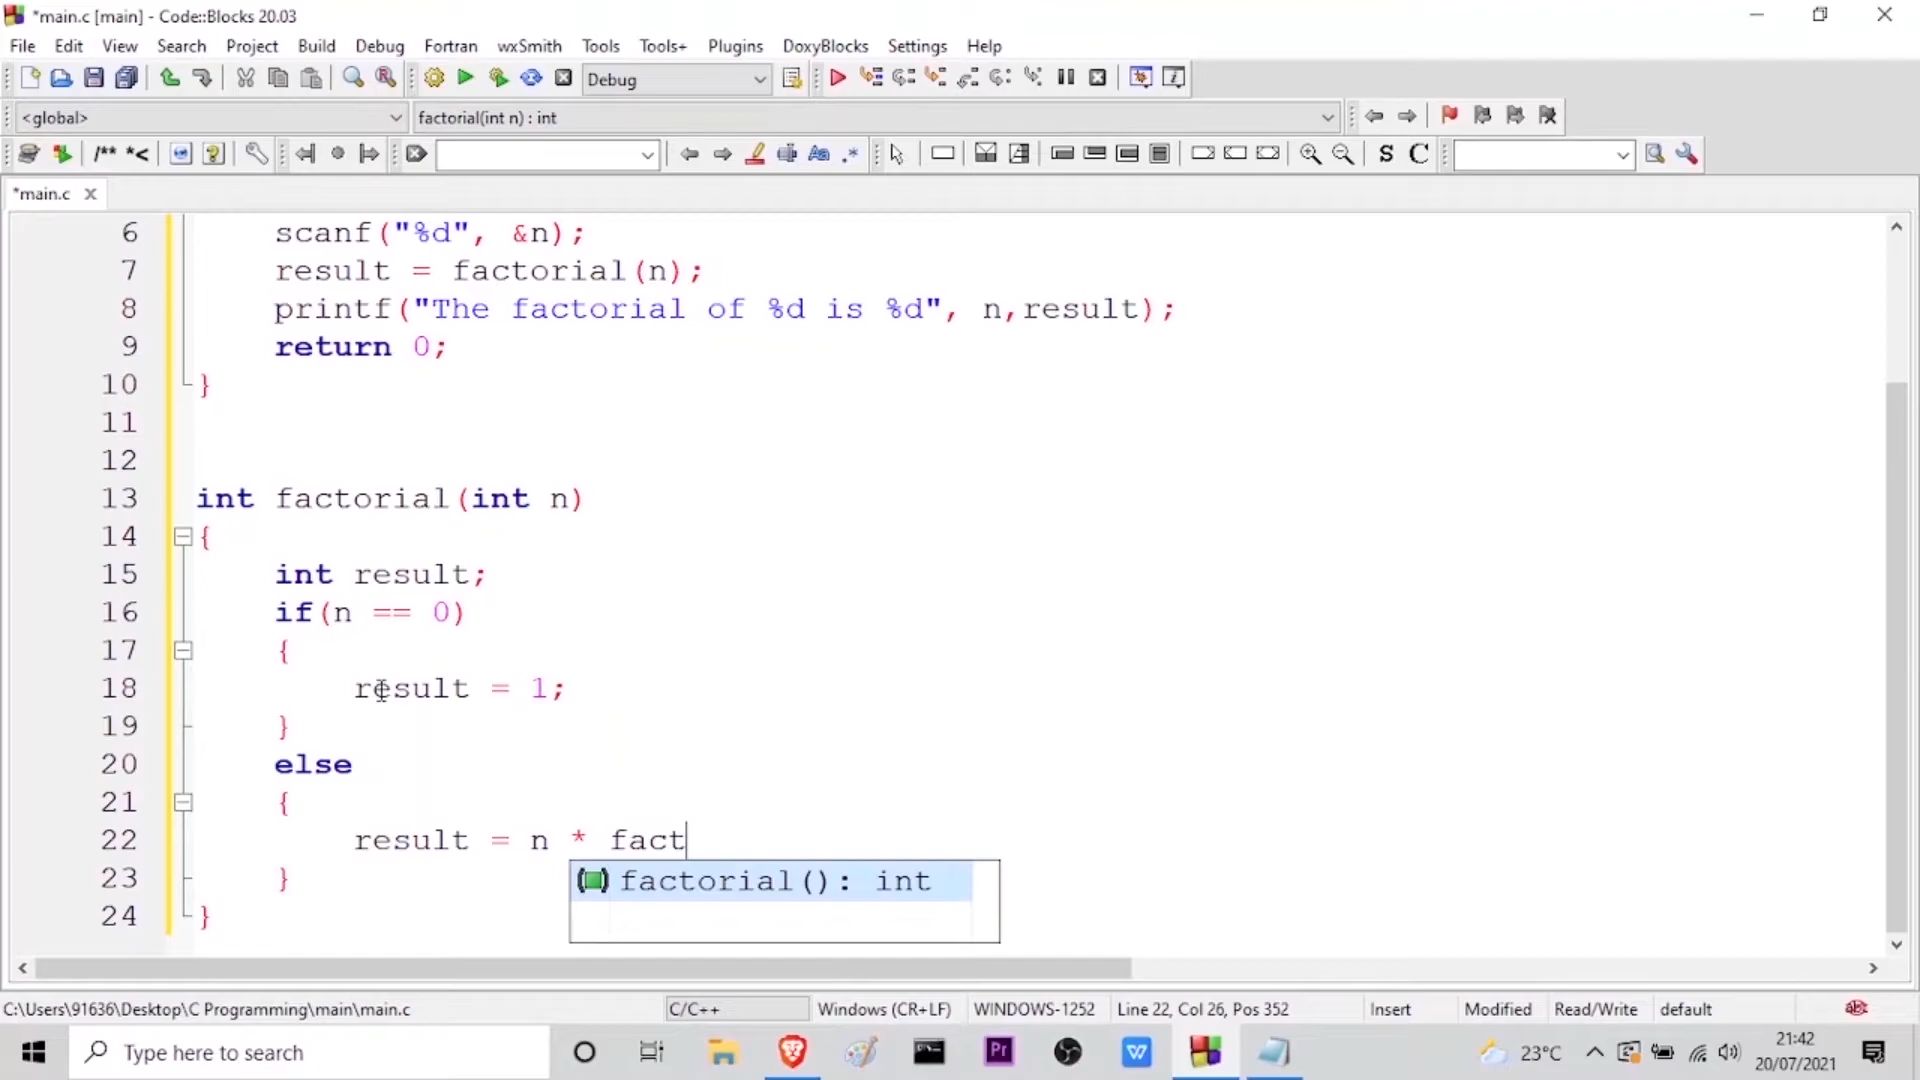 *main.c [main] - Code::Blocks 20.03
File Edit View Search Project Build Debug Fortran wxSmith Tools Tools+ Plugins DoxyBlocks Settings Help
Debug
<global> factorial(int n) : int
/** *< Aa .* S C
*main.c
6 scanf("%d", &n);
7 result = factorial(n);
8 printf("The factorial of %d is %d", n,result);
9 return 0;
10 }
11
12
13 int factorial(int n)
14 {
15 int result;
16 if(n == 0)
17 {
18 result = 1;
19 }
20 else
21 {
22 result = n * fact
23 }
factorial(): int
24 }
C:\Users\91636\Desktop\C Programming\main\main.c C/C++ Windows (CR+LF) WINDOWS-1252 Line 22, Col 26, Pos 352 Insert Modified Read/Write default
Type here to search
Pr
W
23°C
21:42
20/07/2021